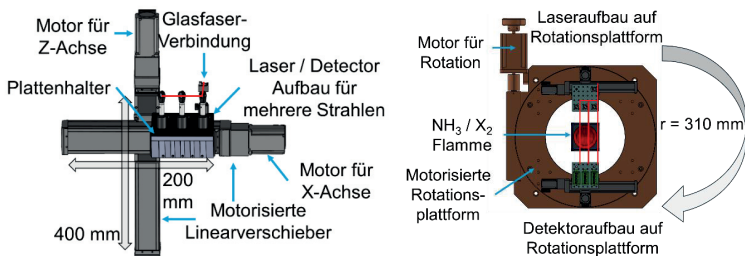 Motor für
Z-Achse
Glasfaser-
Verbindung
Plattenhalter
Laser / Detector
Aufbau für
mehrere Strahlen
200
mm
Motor für
X-Achse
400 mm
Motorisierte
Linearverschieber
Laseraufbau auf
Rotationsplattform
Motor für
Rotation
NH₃ / X₂
Flamme
r = 310 mm
Motorisierte
Rotations-
plattform
Detektoraufbau auf
Rotationsplattform